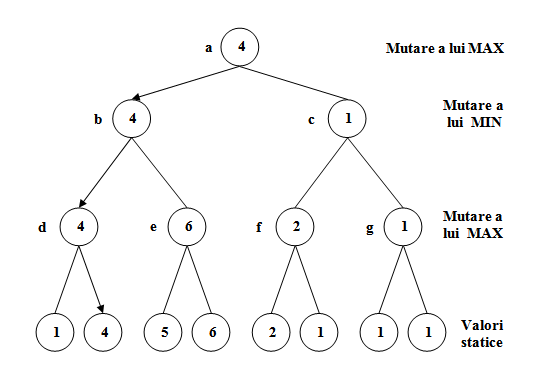 a 4 Mutare a lui MAX
b 4 c 1 Mutare a
lui MIN
d 4 e 6 f 2 g 1 Mutare a
lui MAX
1 4 5 6 2 1 1 1 Valori
statice